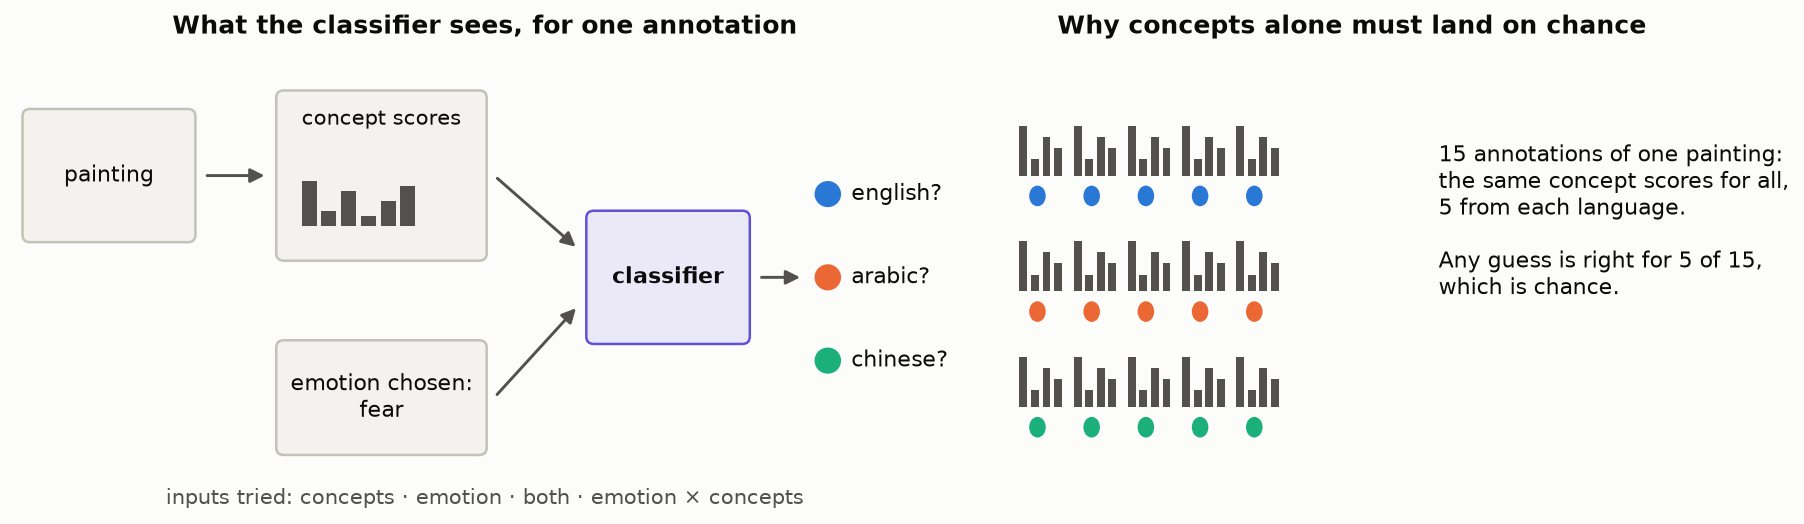 What the classifier sees, for one annotation
painting
concept scores
emotion chosen:
fear
classifier
english?
arabic?
chinese?
inputs tried: concepts · emotion · both · emotion × concepts
Why concepts alone must land on chance
15 annotations of one painting:
the same concept scores for all,
5 from each language.
Any guess is right for 5 of 15,
which is chance.